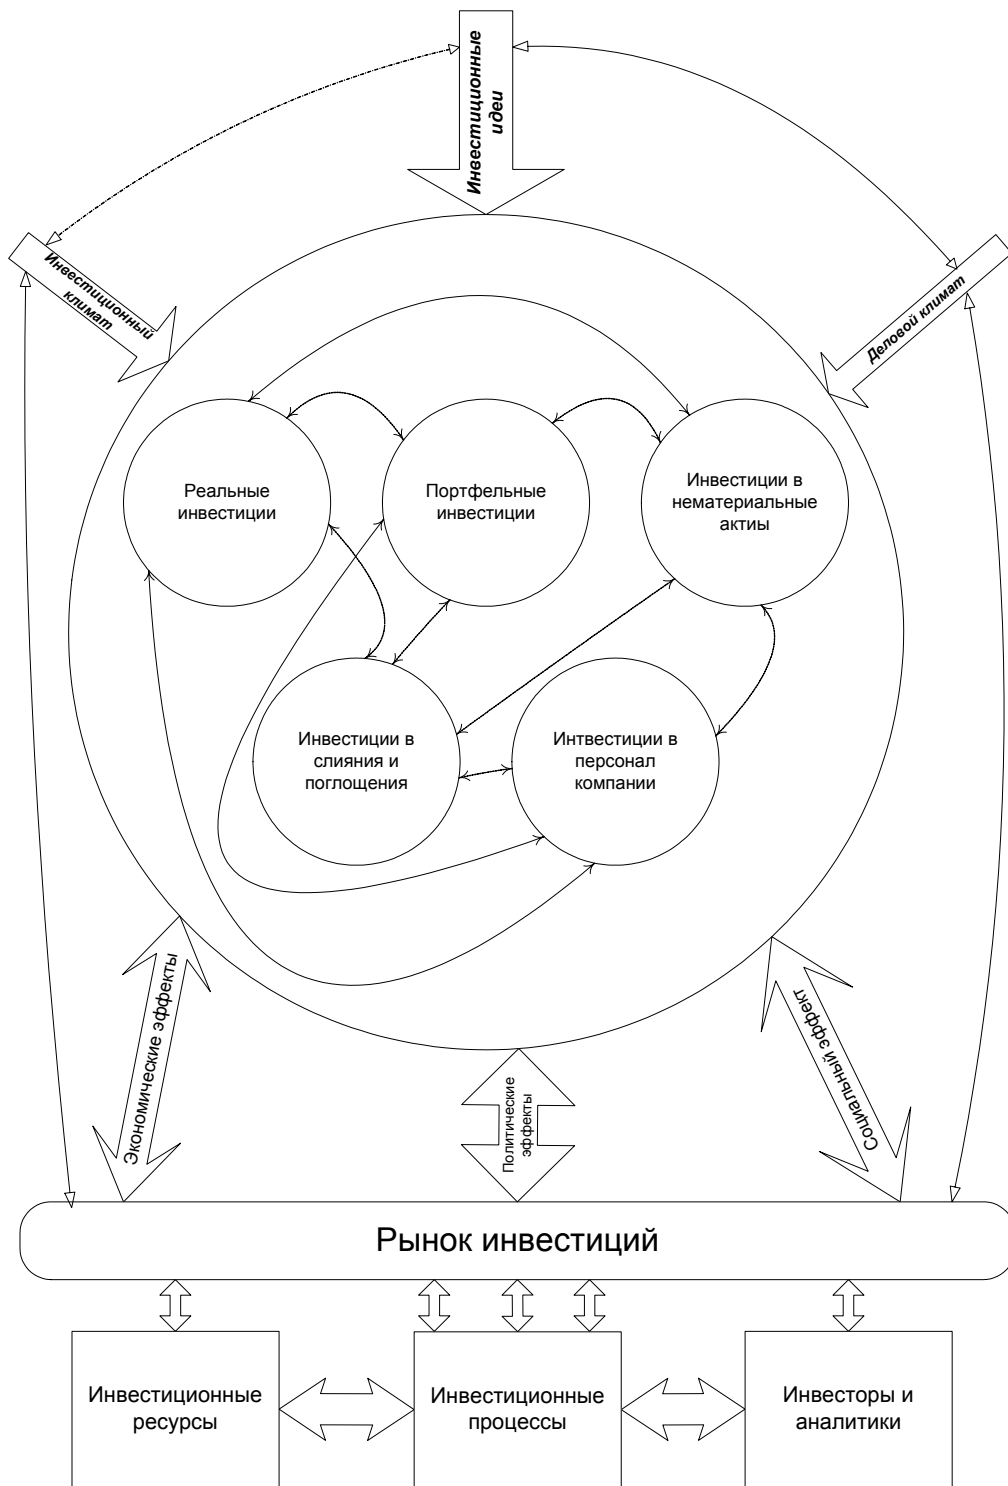 Инвестиционные
идеи
Инвестиционный
климат
Деловой климат
Реальные
инвестиции
Портфельные
инвестиции
Инвестиции в
нематериальные
актиы
Инвестиции в
слияния и
поглощения
Интвестиции в
персонал
компании
Экономические эффекты
Политические
эффекты
Социальный эффект
Рынок инвестиций
Инвестиционные
ресурсы
Инвестиционные
процессы
Инвесторы и
аналитики